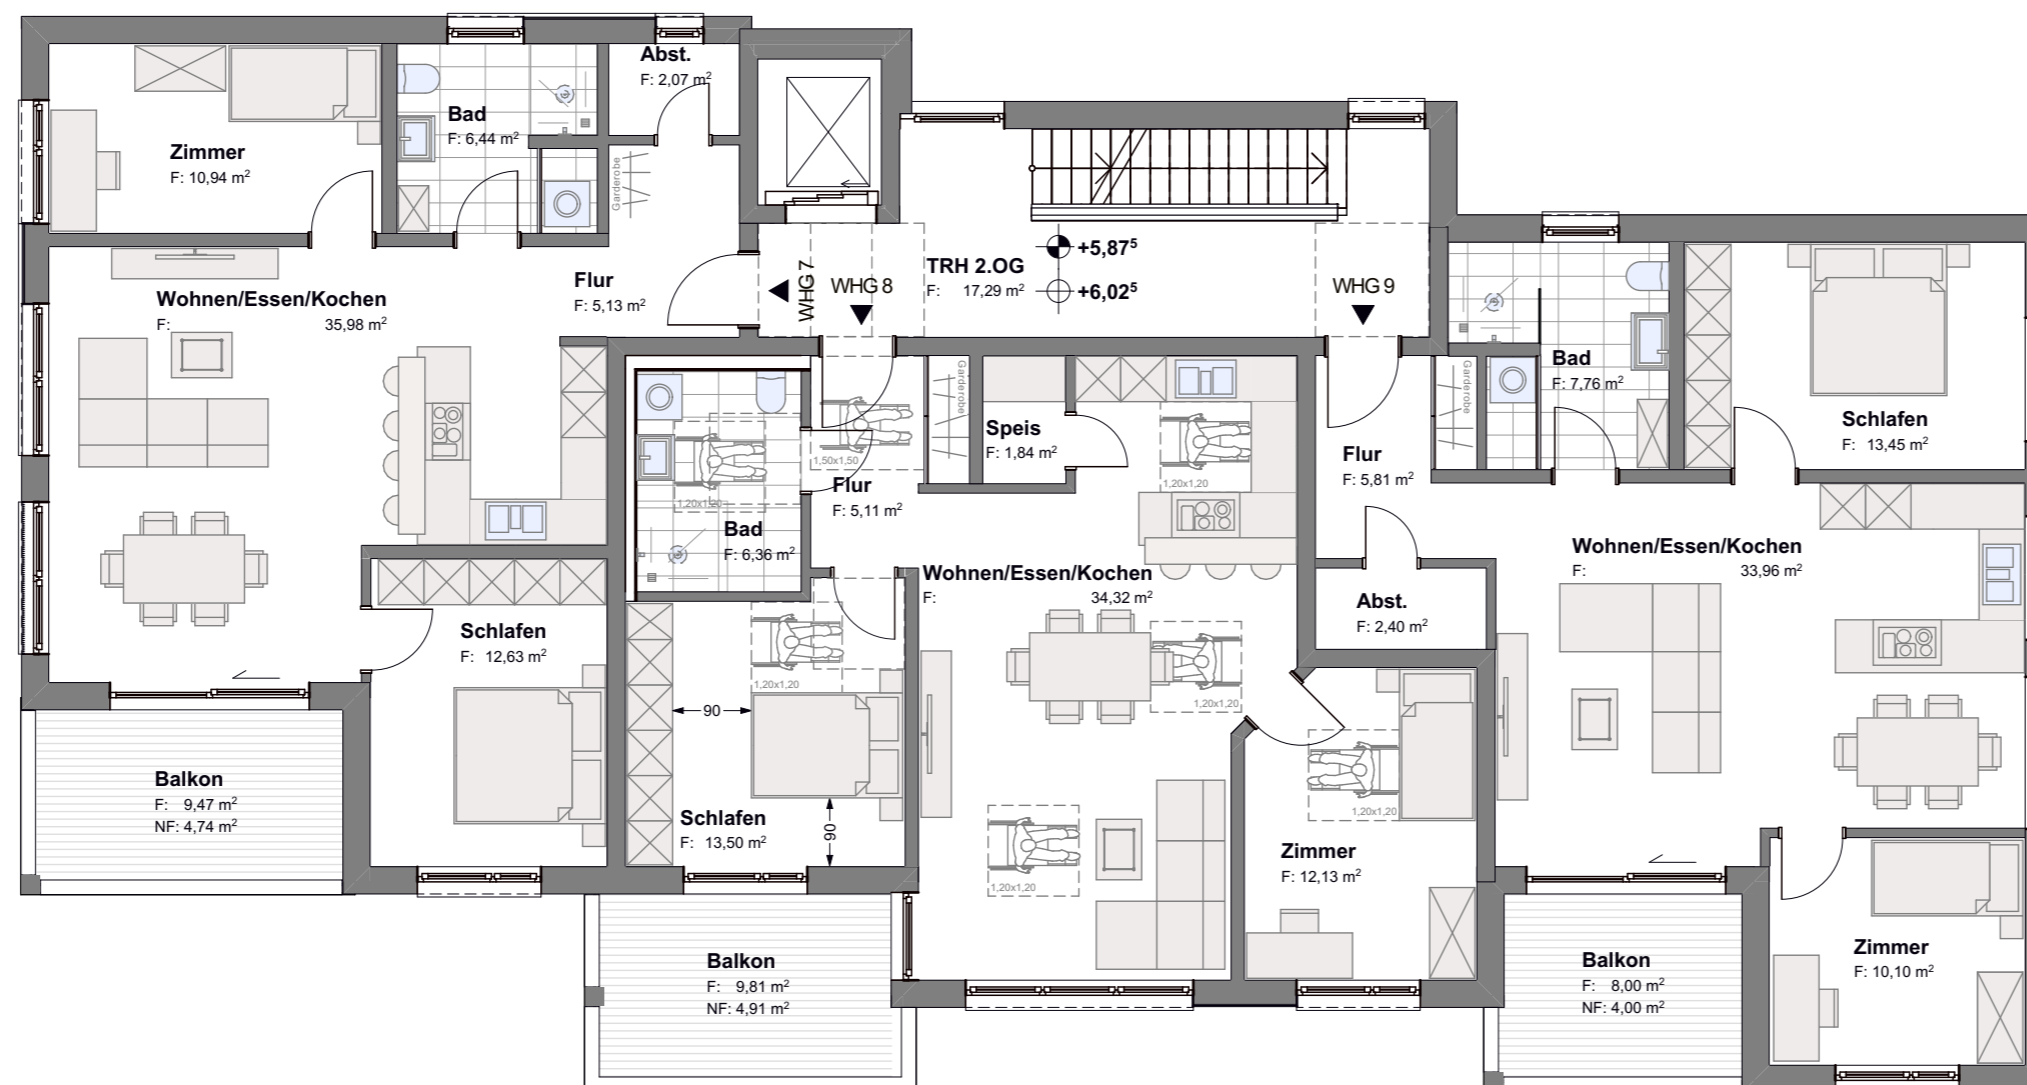 Abst.
F: 2,07 m²
Bad
F: 6,44 m²
Zimmer
F: 10,94 m²
Garderobe
Flur
F: 5,13 m²
Wohnen/Essen/Kochen
F: 35,98 m²
Schlafen
F: 12,63 m²
Balkon
F: 9,47 m²
NF: 4,74 m²
WHG 7
WHG 8
TRH 2.OG
F: 17,29 m²
+5,87⁵
+6,02⁵
WHG 9
Garderobe
Speis
F: 1,84 m²
1,50x1,50
1,20x1,20
1,20x1,20
Flur
F: 5,11 m²
Bad
F: 6,36 m²
Wohnen/Essen/Kochen
F: 34,32 m²
1,20x1,20
1,20x1,20
90
90
Schlafen
F: 13,50 m²
1,20x1,20
Zimmer
F: 12,13 m²
1,20x1,20
Balkon
F: 9,81 m²
NF: 4,91 m²
Garderobe
Bad
F: 7,76 m²
Schlafen
F: 13,45 m²
Flur
F: 5,81 m²
Abst.
F: 2,40 m²
Wohnen/Essen/Kochen
F: 33,96 m²
Zimmer
F: 10,10 m²
Balkon
F: 8,00 m²
NF: 4,00 m²